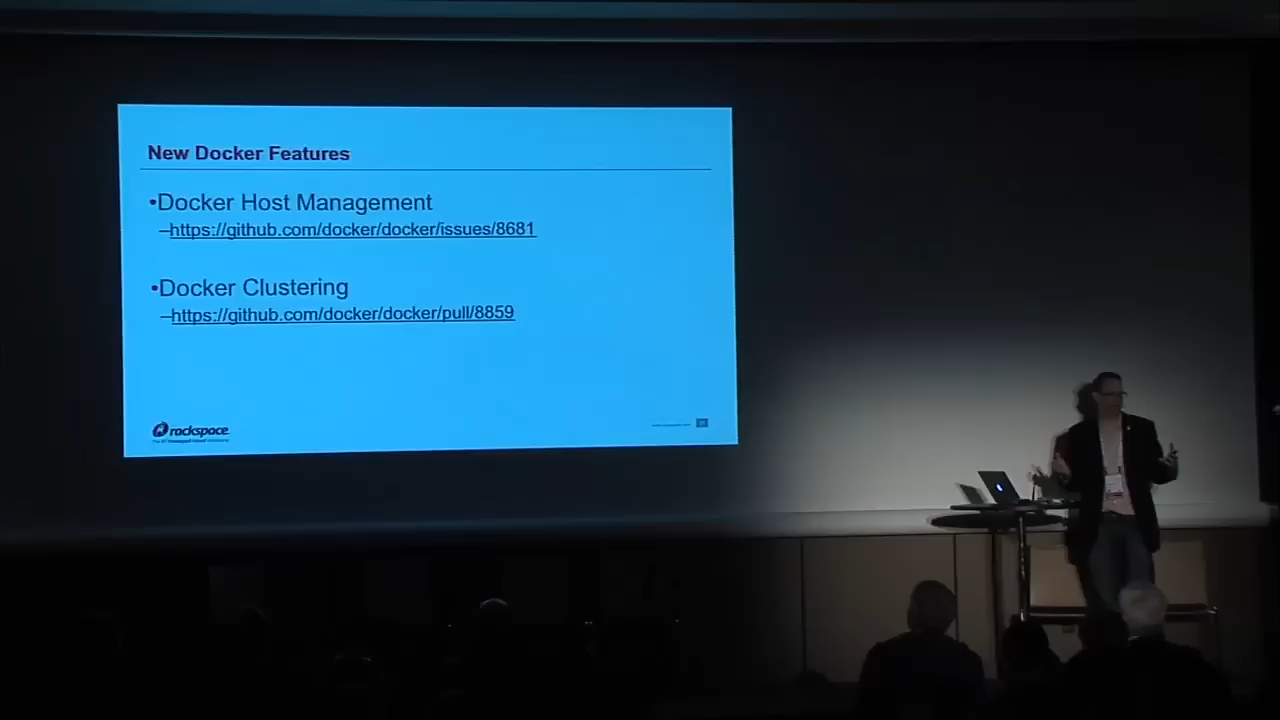 New Docker Features
•Docker Host Management
–https://github.com/docker/docker/issues/8681
•Docker Clustering
–https://github.com/docker/docker/pull/8859
rackspace